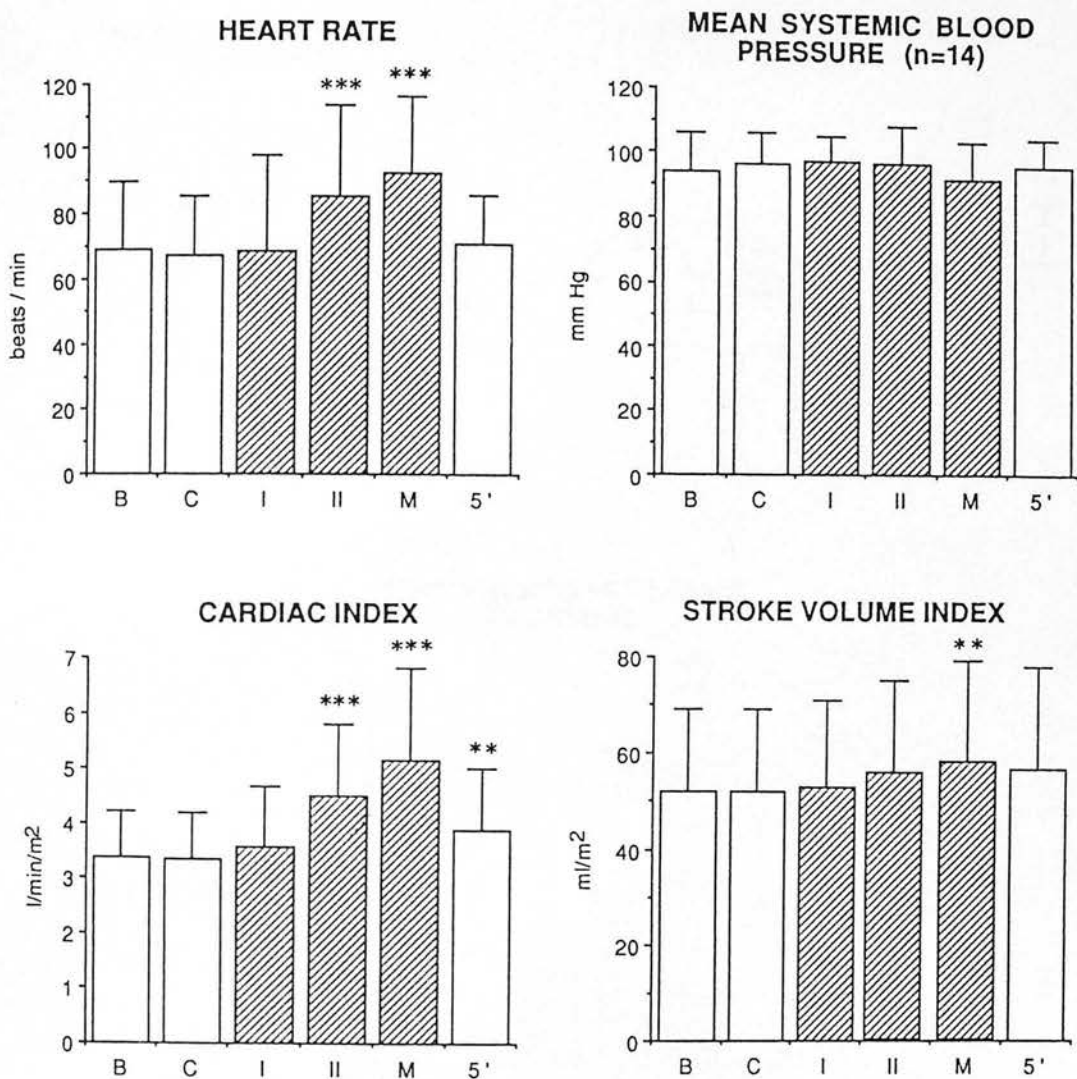 HEART RATE
120
100
80
60
40
20
0
beats / min
*** ***
B C I II M 5'
MEAN SYSTEMIC BLOOD
PRESSURE (n=14)
120
100
80
60
40
20
0
mm Hg
B C I II M 5'
CARDIAC INDEX
7
6
5
4
3
2
1
0
l/min/m2
*** *** **
B C I II M 5'
STROKE VOLUME INDEX
80
60
40
20
0
ml/m2
**
B C I II M 5'